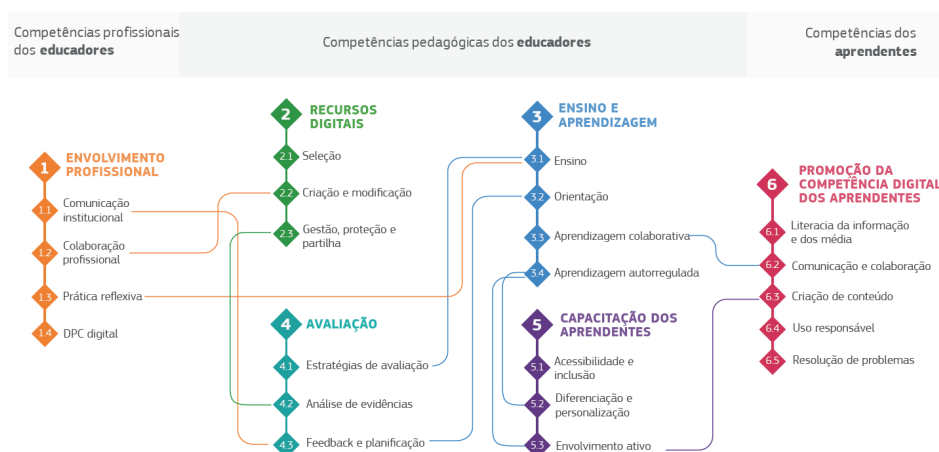 Competências profissionais
dos educadores
Competências pedagógicas dos educadores
Competências dos
aprendentes
1
ENVOLVIMENTO
PROFISSIONAL
1.1
Comunicação
institucional
1.2
Colaboração
profissional
1.3
Prática reflexiva
1.4
DPC digital
2
RECURSOS
DIGITAIS
2.1
Seleção
2.2
Criação e modificação
2.3
Gestão, proteção e
partilha
4
AVALIAÇÃO
4.1
Estratégias de avaliação
4.2
Análise de evidências
4.3
Feedback e planificação
3
ENSINO E
APRENDIZAGEM
3.1
Ensino
3.2
Orientação
3.3
Aprendizagem colaborativa
3.4
Aprendizagem autorregulada
5
CAPACITAÇÃO DOS
APRENDENTES
5.1
Acessibilidade e
inclusão
5.2
Diferenciação e
personalização
5.3
Envolvimento ativo
6
PROMOÇÃO DA
COMPETÊNCIA DIGITAL
DOS APRENDENTES
6.1
Literacia da informação
e dos média
6.2
Comunicação e colaboração
6.3
Criação de conteúdo
6.4
Uso responsável
6.5
Resolução de problemas